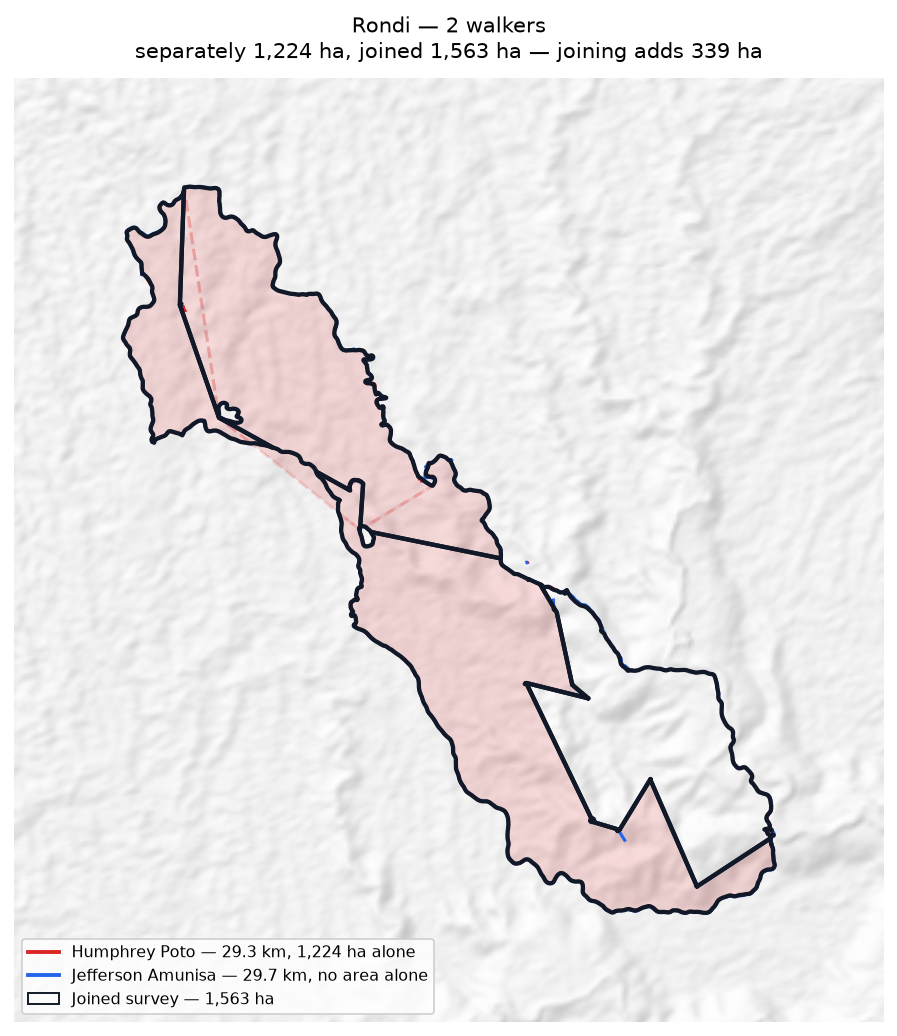 Rondi — 2 walkers
separately 1,224 ha, joined 1,563 ha — joining adds 339 ha
Humphrey Poto — 29.3 km, 1,224 ha alone
Jefferson Amunisa — 29.7 km, no area alone
Joined survey — 1,563 ha